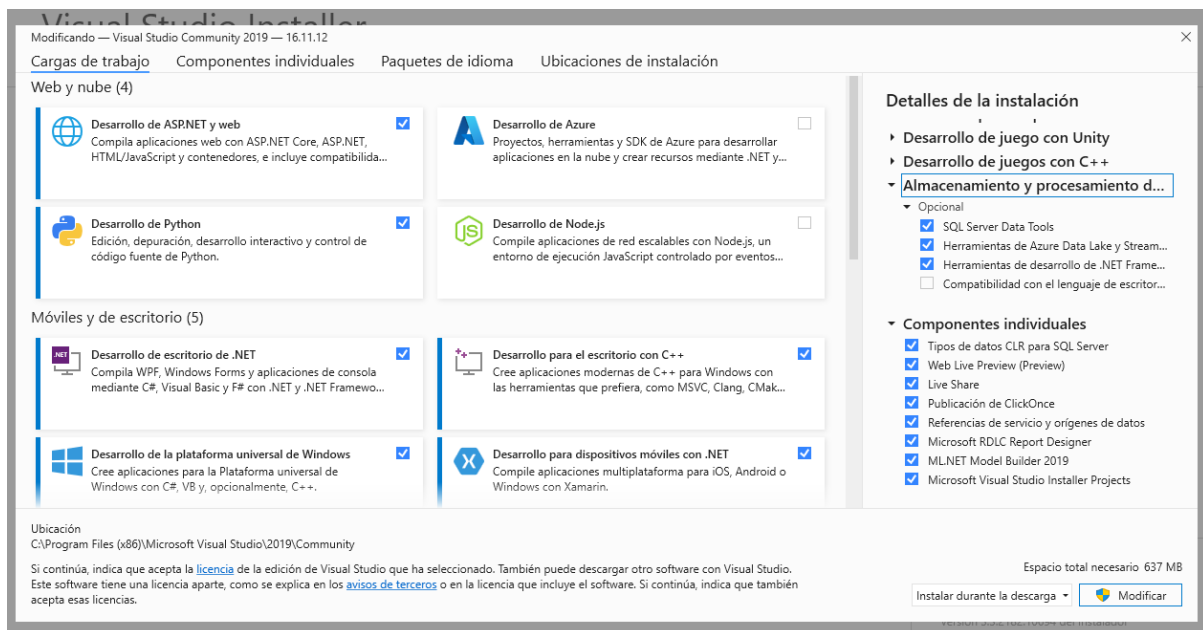 Visual Studio Installer
Modificando — Visual Studio Community 2019 — 16.11.12
Cargas de trabajo
Componentes individuales
Paquetes de idioma
Ubicaciones de instalación
Web y nube (4)
Desarrollo de ASP.NET y web
Compila aplicaciones web con ASP.NET Core, ASP.NET,
HTML/JavaScript y contenedores, e incluye compatibilida...
Desarrollo de Azure
Proyectos, herramientas y SDK de Azure para desarrollar
aplicaciones en la nube y crear recursos mediante .NET y...
Desarrollo de Python
Edición, depuración, desarrollo interactivo y control de
código fuente de Python.
JS
Desarrollo de Node.js
Compile aplicaciones de red escalables con Node.js, un
entorno de ejecución JavaScript controlado por eventos...
Móviles y de escritorio (5)
.NET
Desarrollo de escritorio de .NET
Compila WPF, Windows Forms y aplicaciones de consola
mediante C#, Visual Basic y F# con .NET y .NET Framewo...
Desarrollo para el escritorio con C++
Cree aplicaciones modernas de C++ para Windows con
las herramientas que prefiera, como MSVC, Clang, CMak...
Desarrollo de la plataforma universal de Windows
Cree aplicaciones para la Plataforma universal de
Windows con C#, VB y, opcionalmente, C++.
Desarrollo para dispositivos móviles con .NET
Compile aplicaciones multiplataforma para iOS, Android o
Windows con Xamarin.
Detalles de la instalación
Desarrollo de juego con Unity
Desarrollo de juegos con C++
Almacenamiento y procesamiento d...
Opcional
SQL Server Data Tools
Herramientas de Azure Data Lake y Stream...
Herramientas de desarrollo de .NET Frame...
Compatibilidad con el lenguaje de escritor...
Componentes individuales
Tipos de datos CLR para SQL Server
Web Live Preview (Preview)
Live Share
Publicación de ClickOnce
Referencias de servicio y orígenes de datos
Microsoft RDLC Report Designer
ML.NET Model Builder 2019
Microsoft Visual Studio Installer Projects
Ubicación
C:\Program Files (x86)\Microsoft Visual Studio\2019\Community
Si continúa, indica que acepta la licencia de la edición de Visual Studio que ha seleccionado. También puede descargar otro software con Visual Studio.
Este software tiene una licencia aparte, como se explica en los avisos de terceros o en la licencia que incluye el software. Si continúa, indica que también
acepta esas licencias.
Espacio total necesario 637 MB
Instalar durante la descarga
Modificar